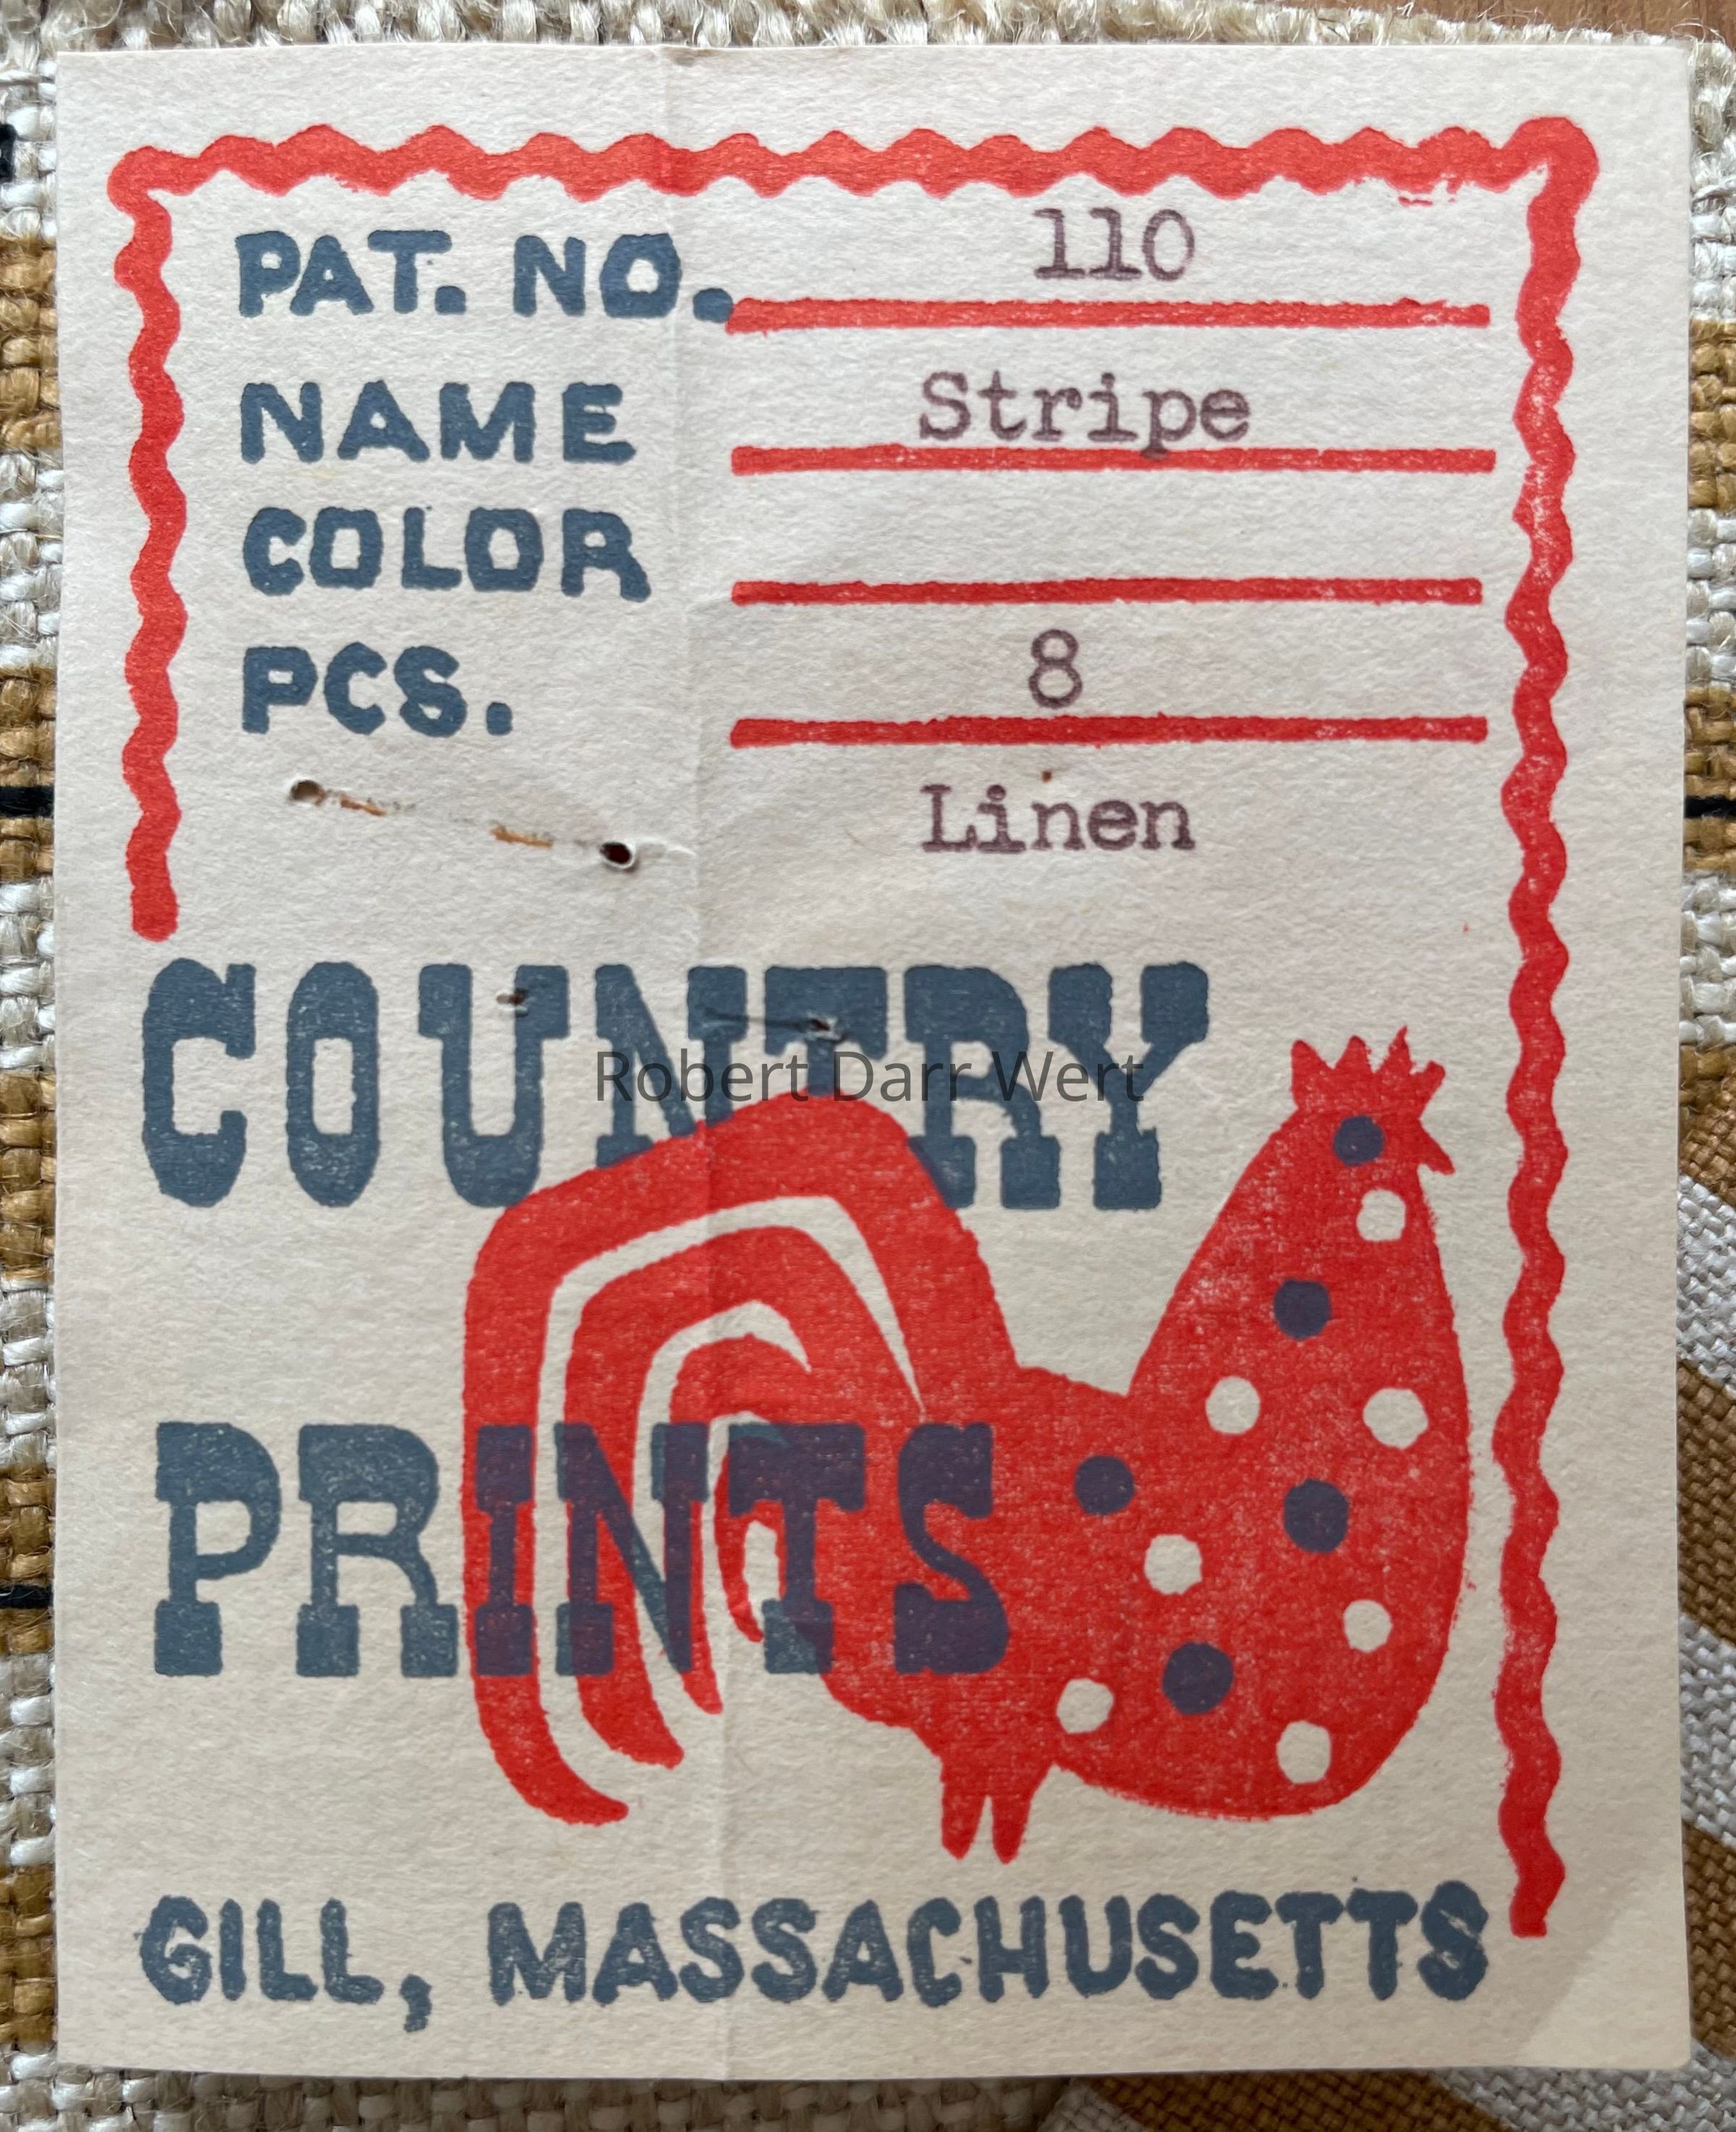 PAT. NO. 110
NAME Stripe
COLOR
PCS. 8
Linen
COUNTRY
Robert Darr Wert
PRINTS
GILL, MASSACHUSETTS